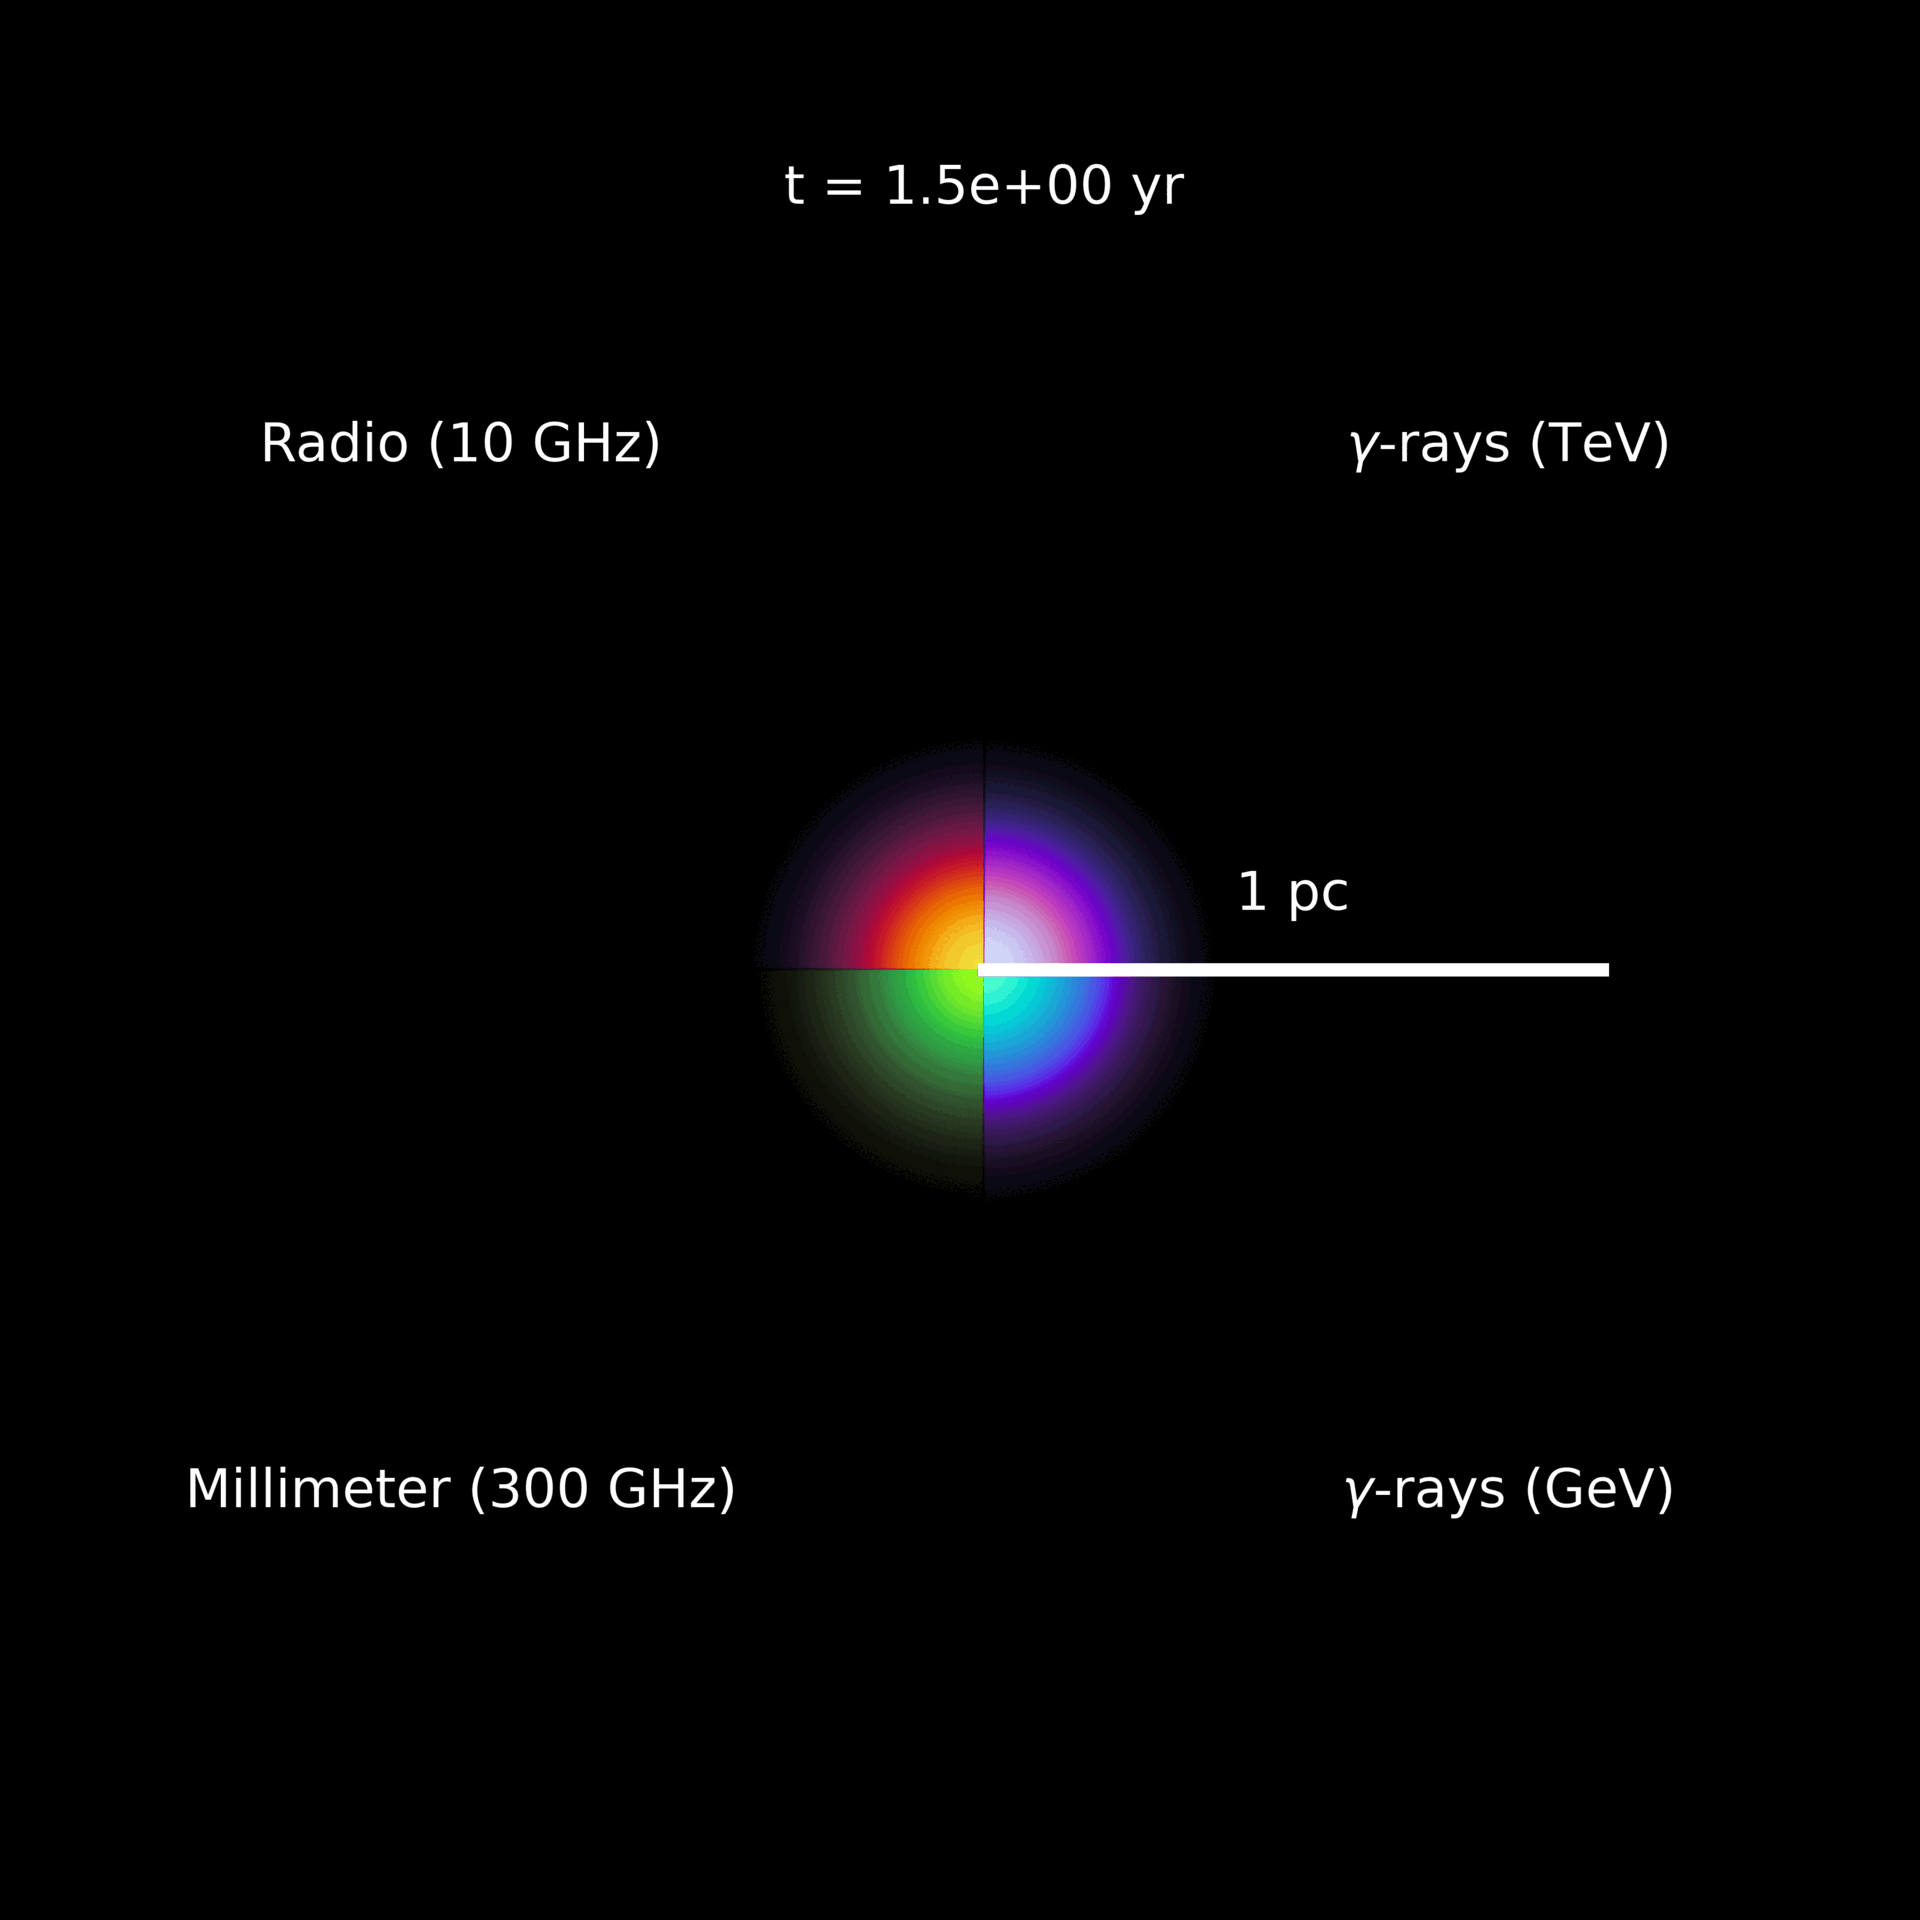 t = 1.5e+00 yr
Radio (10 GHz)
γ-rays (TeV)
1 pc
Millimeter (300 GHz)
γ-rays (GeV)